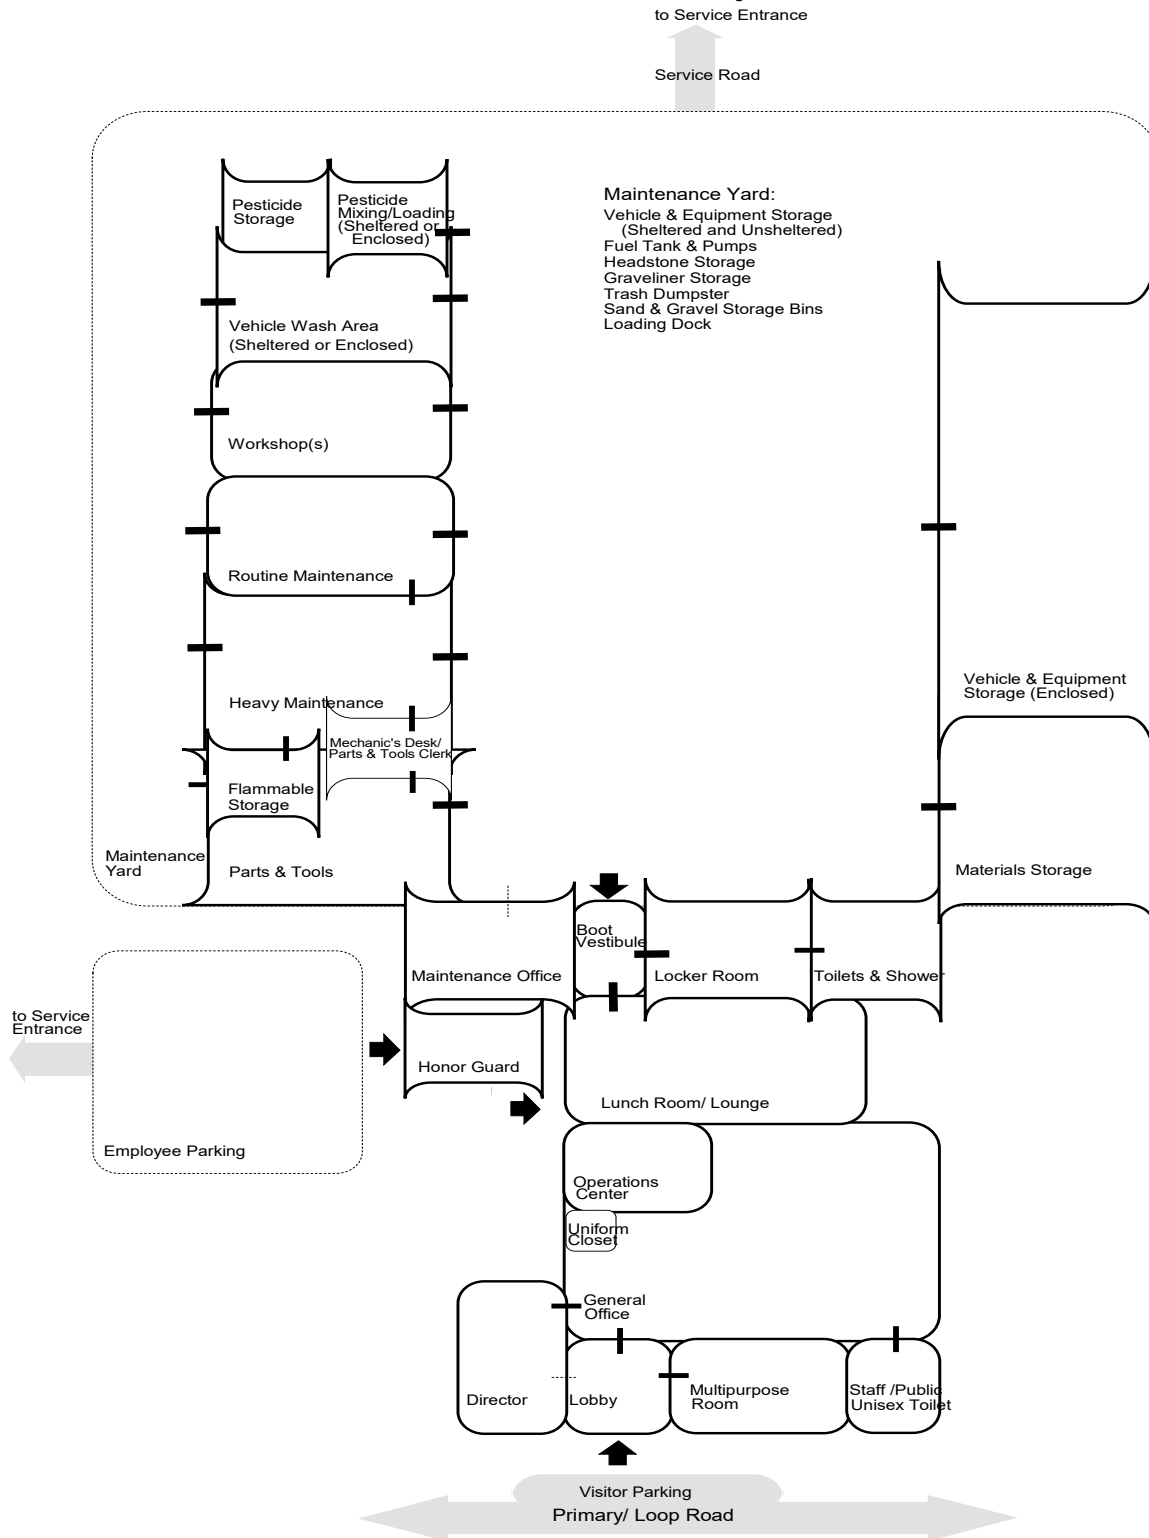 to Service Entrance
Service Road
Maintenance Yard:
Vehicle & Equipment Storage
(Sheltered and Unsheltered)
Fuel Tank & Pumps
Headstone Storage
Graveliner Storage
Trash Dumpster
Sand & Gravel Storage Bins
Loading Dock
Pesticide
Storage
Pesticide
Mixing/Loading
(Sheltered or
Enclosed)
Vehicle Wash Area
(Sheltered or Enclosed)
Workshop(s)
Routine Maintenance
Heavy Maintenance
Mechanic's Desk/
Parts & Tools Clerk
Flammable
Storage
Maintenance
Yard
Parts & Tools
Vehicle & Equipment
Storage (Enclosed)
Materials Storage
Boot
Vestibule
Maintenance Office
Locker Room
Toilets & Shower
to Service
Entrance
Honor Guard
Lunch Room/ Lounge
Employee Parking
Operations
Center
Uniform
Closet
General
Office
Director
Lobby
Multipurpose
Room
Staff /Public
Unisex Toilet
Visitor Parking
Primary/ Loop Road